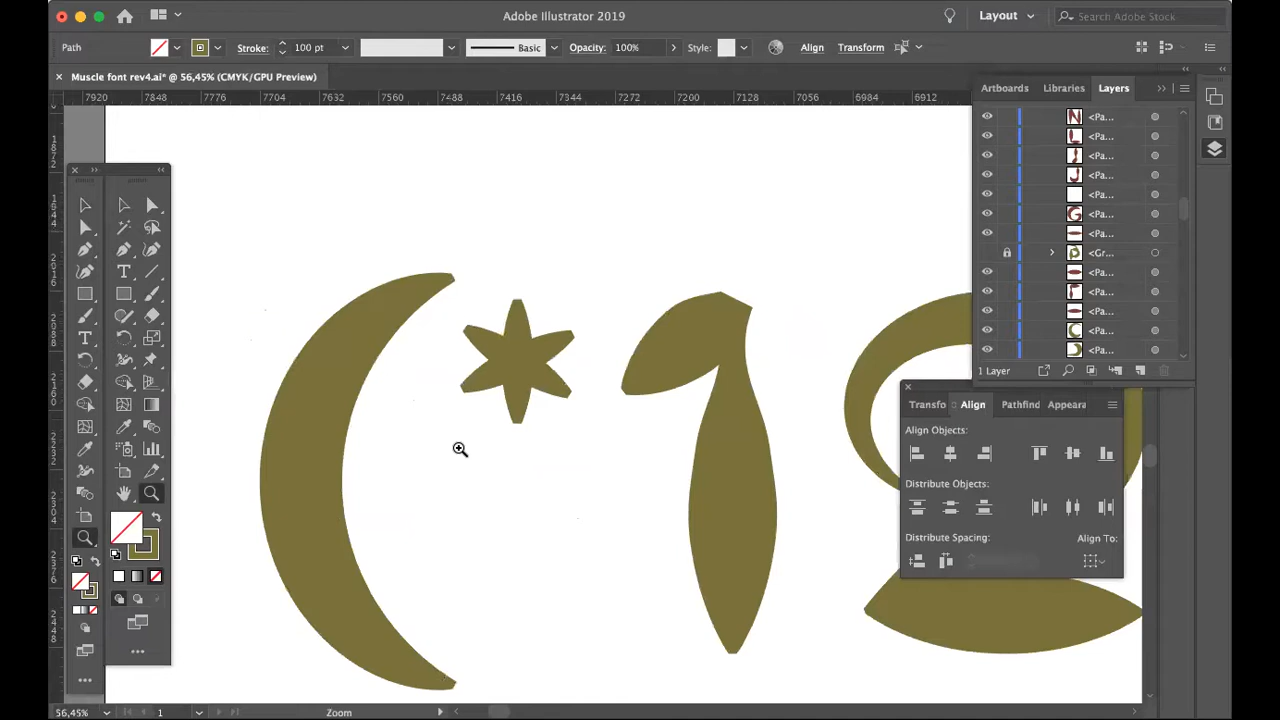 Adobe Illustrator 2019
Layout
Search Adobe Stock
Path
Stroke:
100 pt
Basic
Opacity:
100%
Style:
Align
Transform
× Muscle font rev4.ai* @ 56,45% (CMYK/GPU Preview)
7920 7848 7776 7704 7632 7560 7488 7416 7344 7272 7200 7128 7056 6984 6912
Artboards Libraries Layers
<Pa...
<Pa...
<Pa...
<Pa...
<Pa...
<Pa...
<Pa...
<Gr...
<Pa...
<Pa...
<Pa...
<Pa...
<Pa...
1 Layer
Transfo Align Pathfind Appeara
Align Objects:
Distribute Objects:
Distribute Spacing: Align To:
( * 1
56,45% 1 Zoom